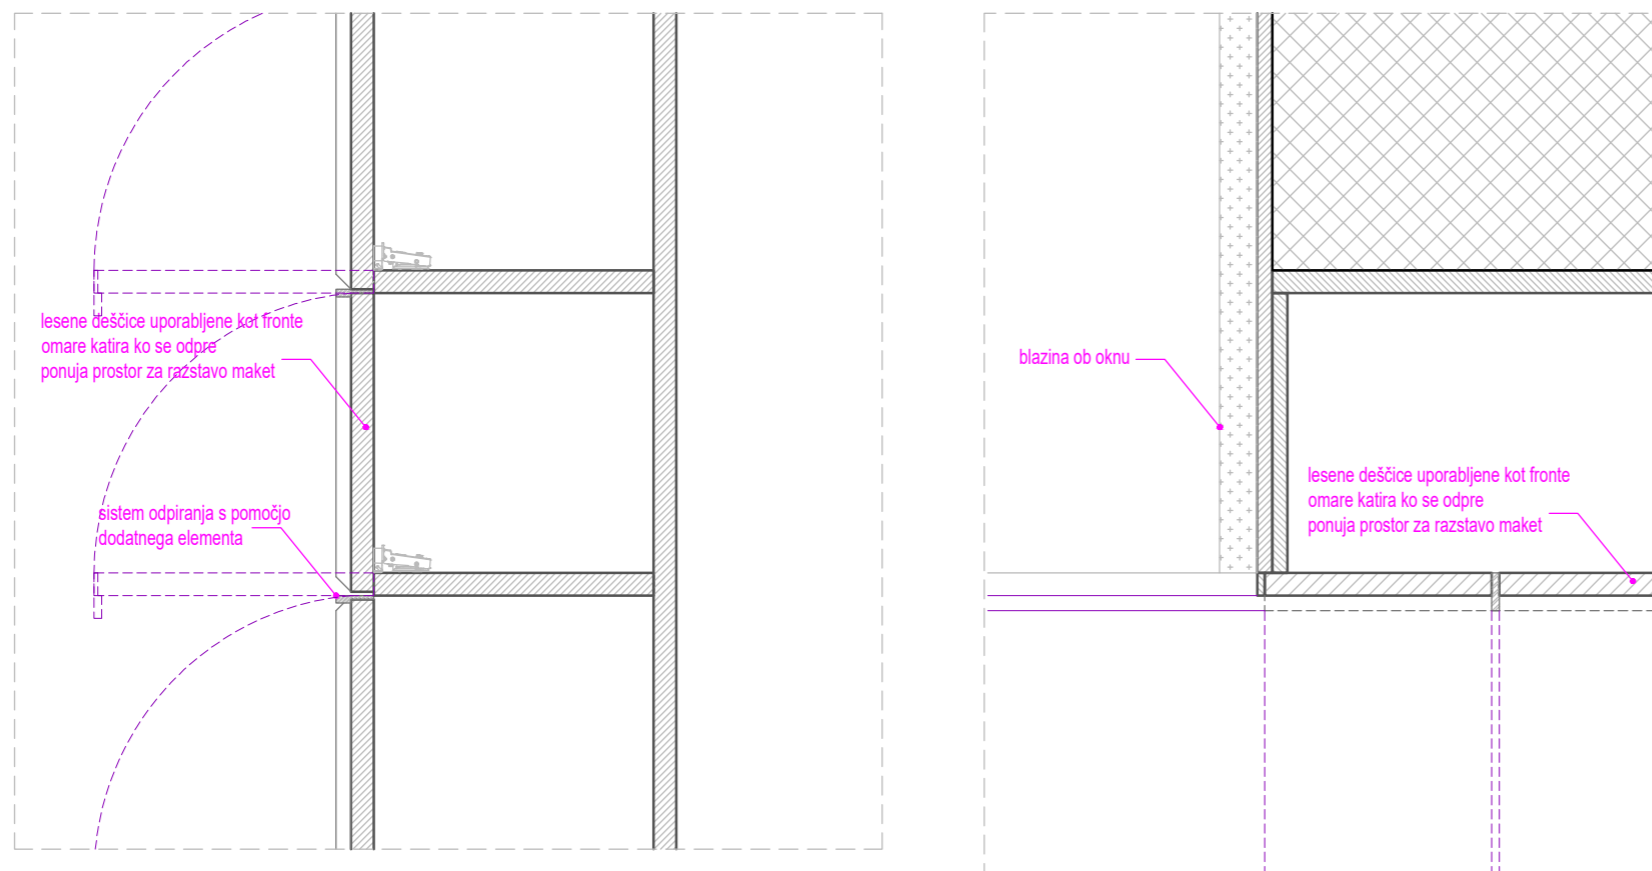 lesene deščice uporabljene kot fronte
omare katira ko se odpre
ponuja prostor za razstavo maket
sistem odpiranja s pomočjo
dodatnega elementa
blazina ob oknu
lesene deščice uporabljene kot fronte
omare katira ko se odpre
ponuja prostor za razstavo maket